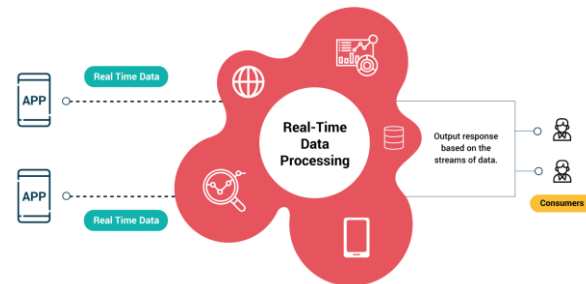 APP
Real Time Data
APP
Real Time Data
Real-Time
Data
Processing
Output response
based on the
streams of data.
Consumers